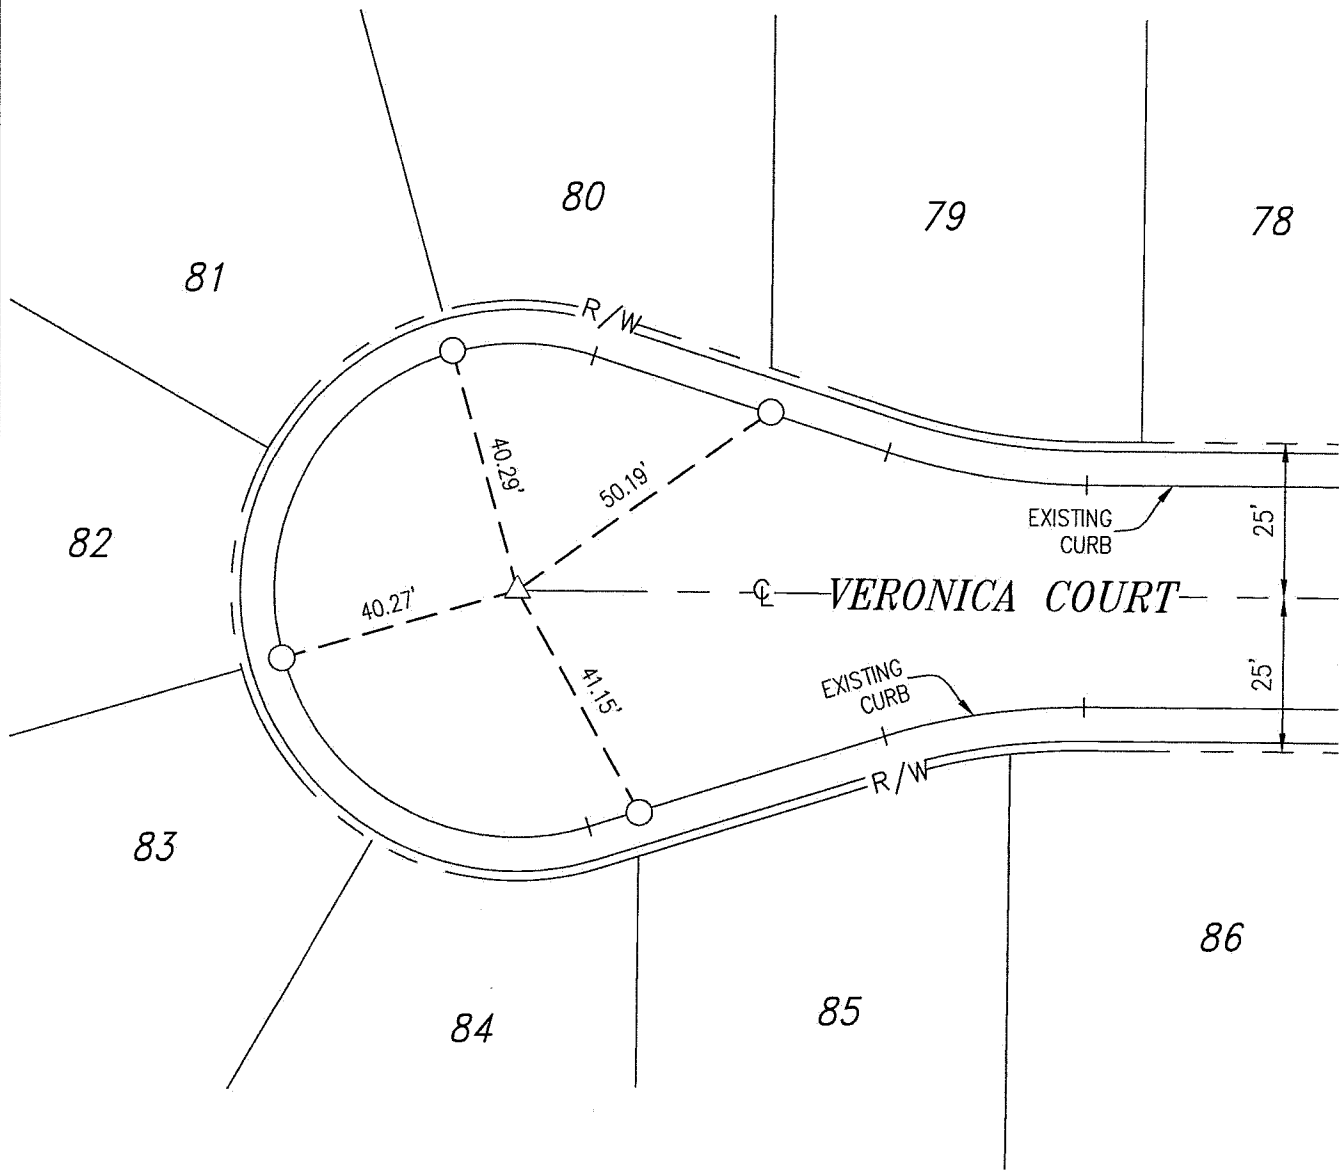 80
79
78
81
R/W
40.29'
50.19'
EXISTING
CURB
25'
82
℄
VERONICA COURT
40.27'
41.15'
EXISTING
CURB
25'
R/W
83
84
85
86